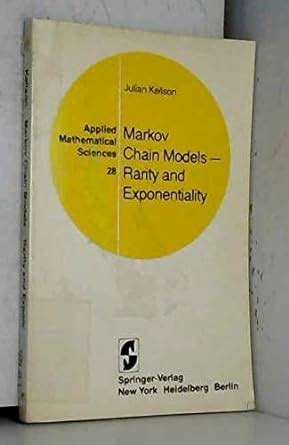 Julian Keilson
Applied
Mathematical
Sciences
28
Markov
Chain Models—
Rarity and
Exponentiality
Springer-Verlag
New York Heidelberg Berlin